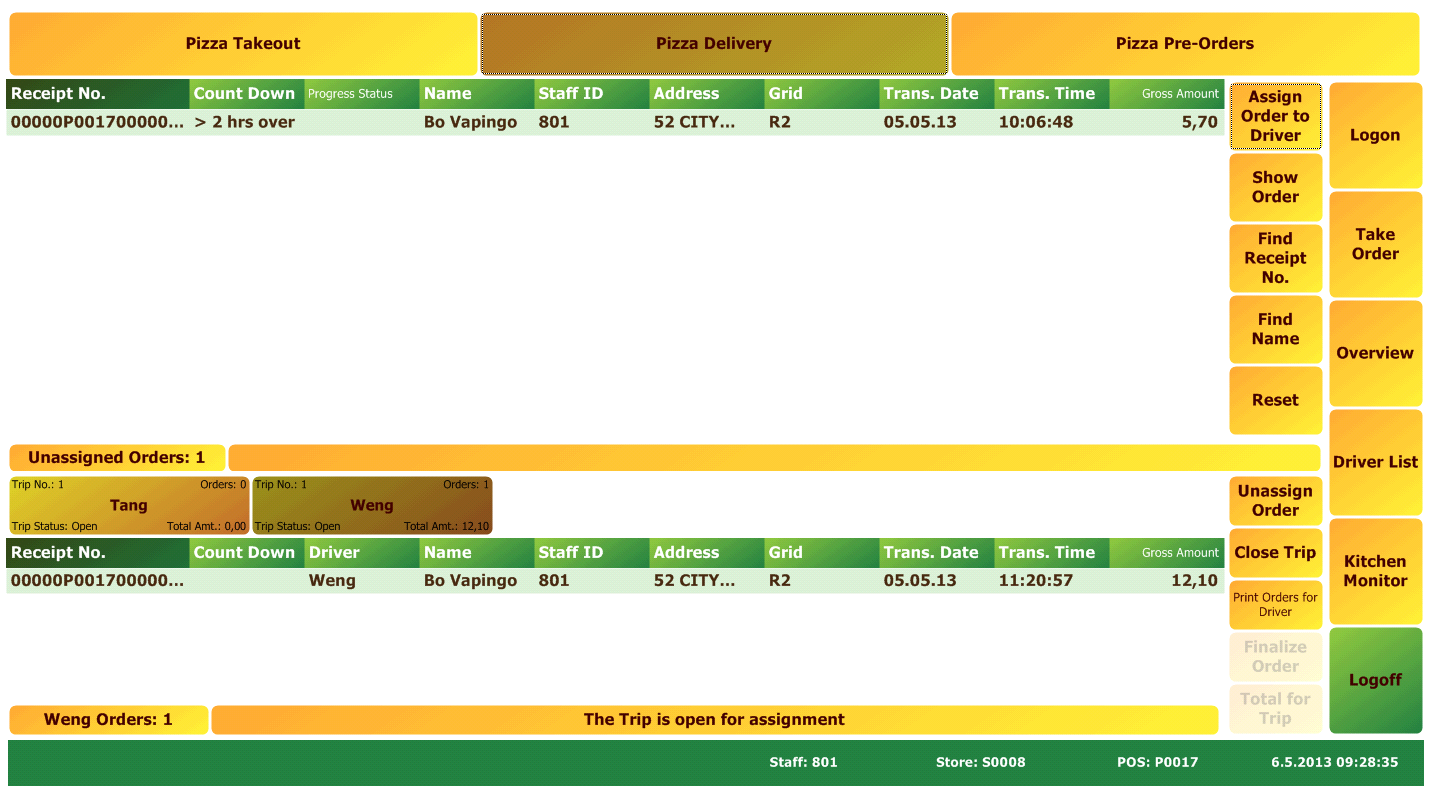 Pizza Takeout Pizza Delivery Pizza Pre-Orders
Receipt No. Count Down Progress Status Name Staff ID Address Grid Trans. Date Trans. Time Gross Amount
00000P001700000... > 2 hrs over Bo Vapingo 801 52 CITY... R2 05.05.13 10:06:48 5,70
Assign
Order to
Driver
Show
Order
Find
Receipt
No.
Find
Name
Reset
Logon
Take
Order
Overview
Driver List
Kitchen
Monitor
Logoff
Unassigned Orders: 1
Trip No.: 1 Orders: 0
Tang
Trip Status: Open Total Amt.: 0,00
Trip No.: 1 Orders: 1
Weng
Trip Status: Open Total Amt.: 12,10
Receipt No. Count Down Driver Name Staff ID Address Grid Trans. Date Trans. Time Gross Amount
00000P001700000... Weng Bo Vapingo 801 52 CITY... R2 05.05.13 11:20:57 12,10
Unassign
Order
Close Trip
Print Orders for
Driver
Finalize
Order
Total for
Trip
Weng Orders: 1 The Trip is open for assignment
Staff: 801 Store: S0008 POS: P0017 6.5.2013 09:28:35